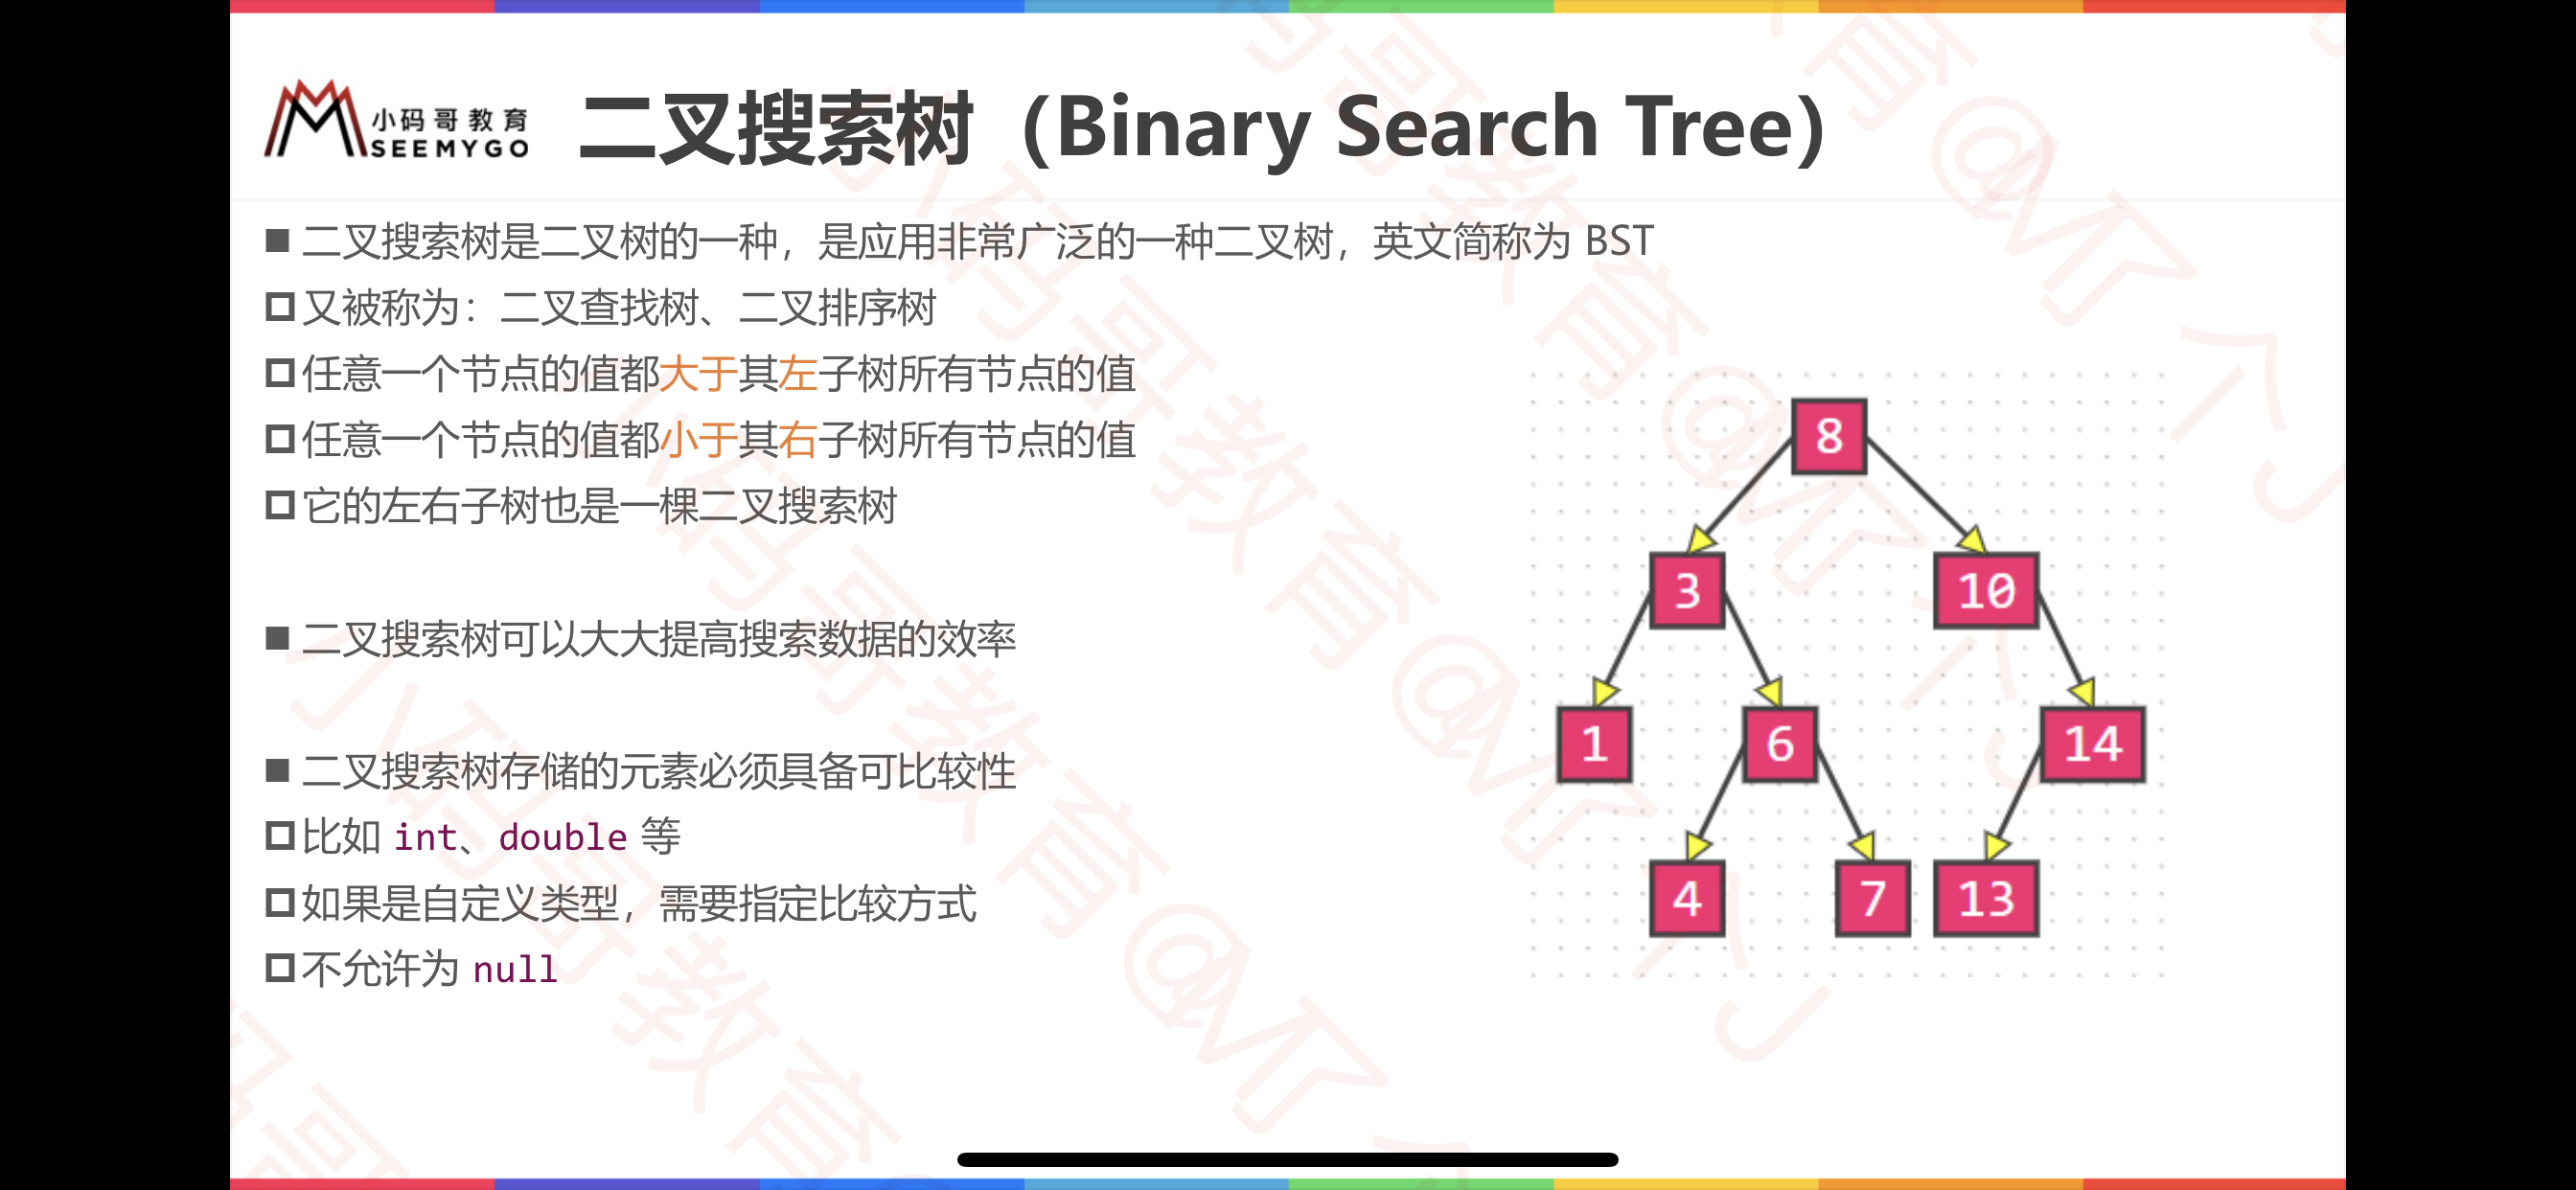 小码哥教育
SEEMYGO
二叉搜索树（Binary Search Tree）
二叉搜索树是二叉树的一种，是应用非常广泛的一种二叉树，英文简称为 BST
又被称为：二叉查找树、二叉排序树
任意一个节点的值都大于其左子树所有节点的值
任意一个节点的值都小于其右子树所有节点的值
它的左右子树也是一棵二叉搜索树
二叉搜索树可以大大提高搜索数据的效率
二叉搜索树存储的元素必须具备可比较性
比如 int、double 等
如果是自定义类型，需要指定比较方式
不允许为 null
8
3 10
1 6 14
4 7 13
小码哥教育@M了个J